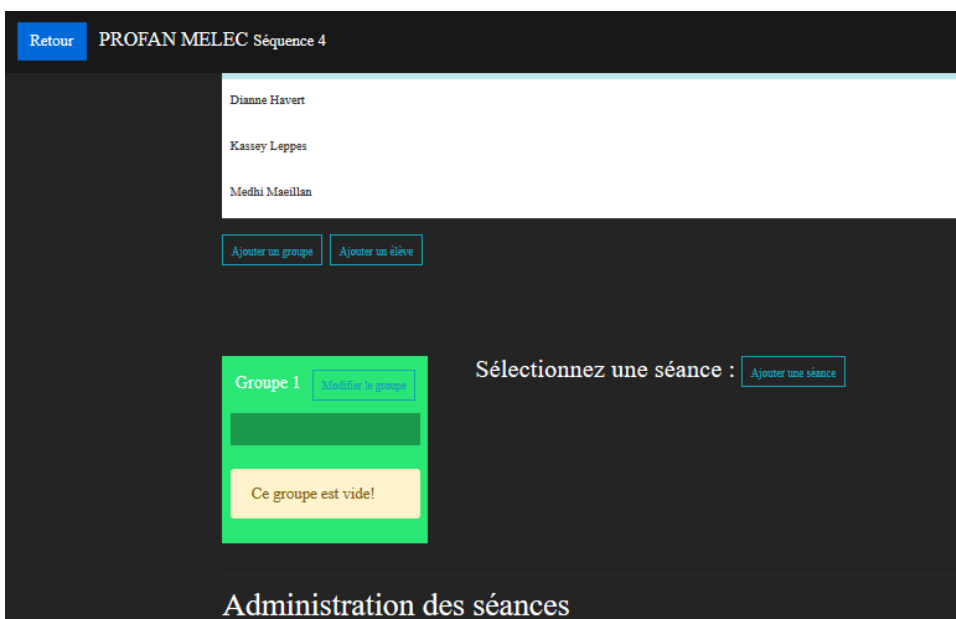 Retour PROFAN MELEC Séquence 4
Dianne Havert
Kassey Leppes
Medhi Maeillan
Ajouter un groupe Ajouter un élève
Groupe 1 Modifier le groupe
Sélectionnez une séance : Ajouter une séance
Ce groupe est vide!
Administration des séances